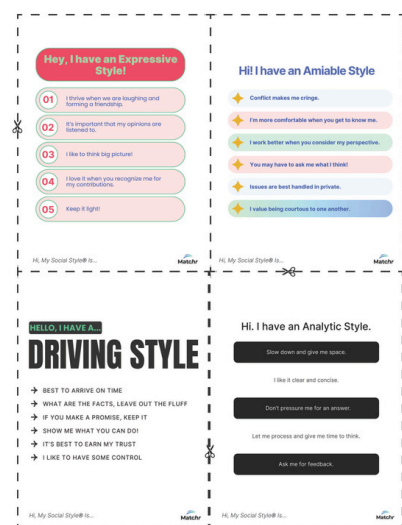 Hey, I have an Expressive
Style!
01 I thrive when we are laughing and
forming a friendship.
02 It's important that my opinions are
listened to.
03 I like to think big picture!
04 I love it when you recognize me for
my contributions.
05 Keep it light!
Hi, My Social Style® Is...
Matchr
Hi! I have an Amiable Style
Conflict makes me cringe.
I'm more comfortable when you get to know me.
I work better when you consider my perspective.
You may have to ask me what I think!
Issues are best handled in private.
I value being courtous to one another.
Hi, My Social Style® Is...
Matchr
HELLO, I HAVE A...
DRIVING STYLE
→ BEST TO ARRIVE ON TIME
→ WHAT ARE THE FACTS, LEAVE OUT THE FLUFF
→ IF YOU MAKE A PROMISE, KEEP IT
→ SHOW ME WHAT YOU CAN DO!
→ IT'S BEST TO EARN MY TRUST
→ I LIKE TO HAVE SOME CONTROL
Hi, My Social Style® Is...
Matchr
Hi. I have an Analytic Style.
Slow down and give me space.
I like it clear and concise.
Don't pressure me for an answer.
Let me process and give me time to think.
Ask me for feedback.
Hi, My Social Style® Is...
Matchr